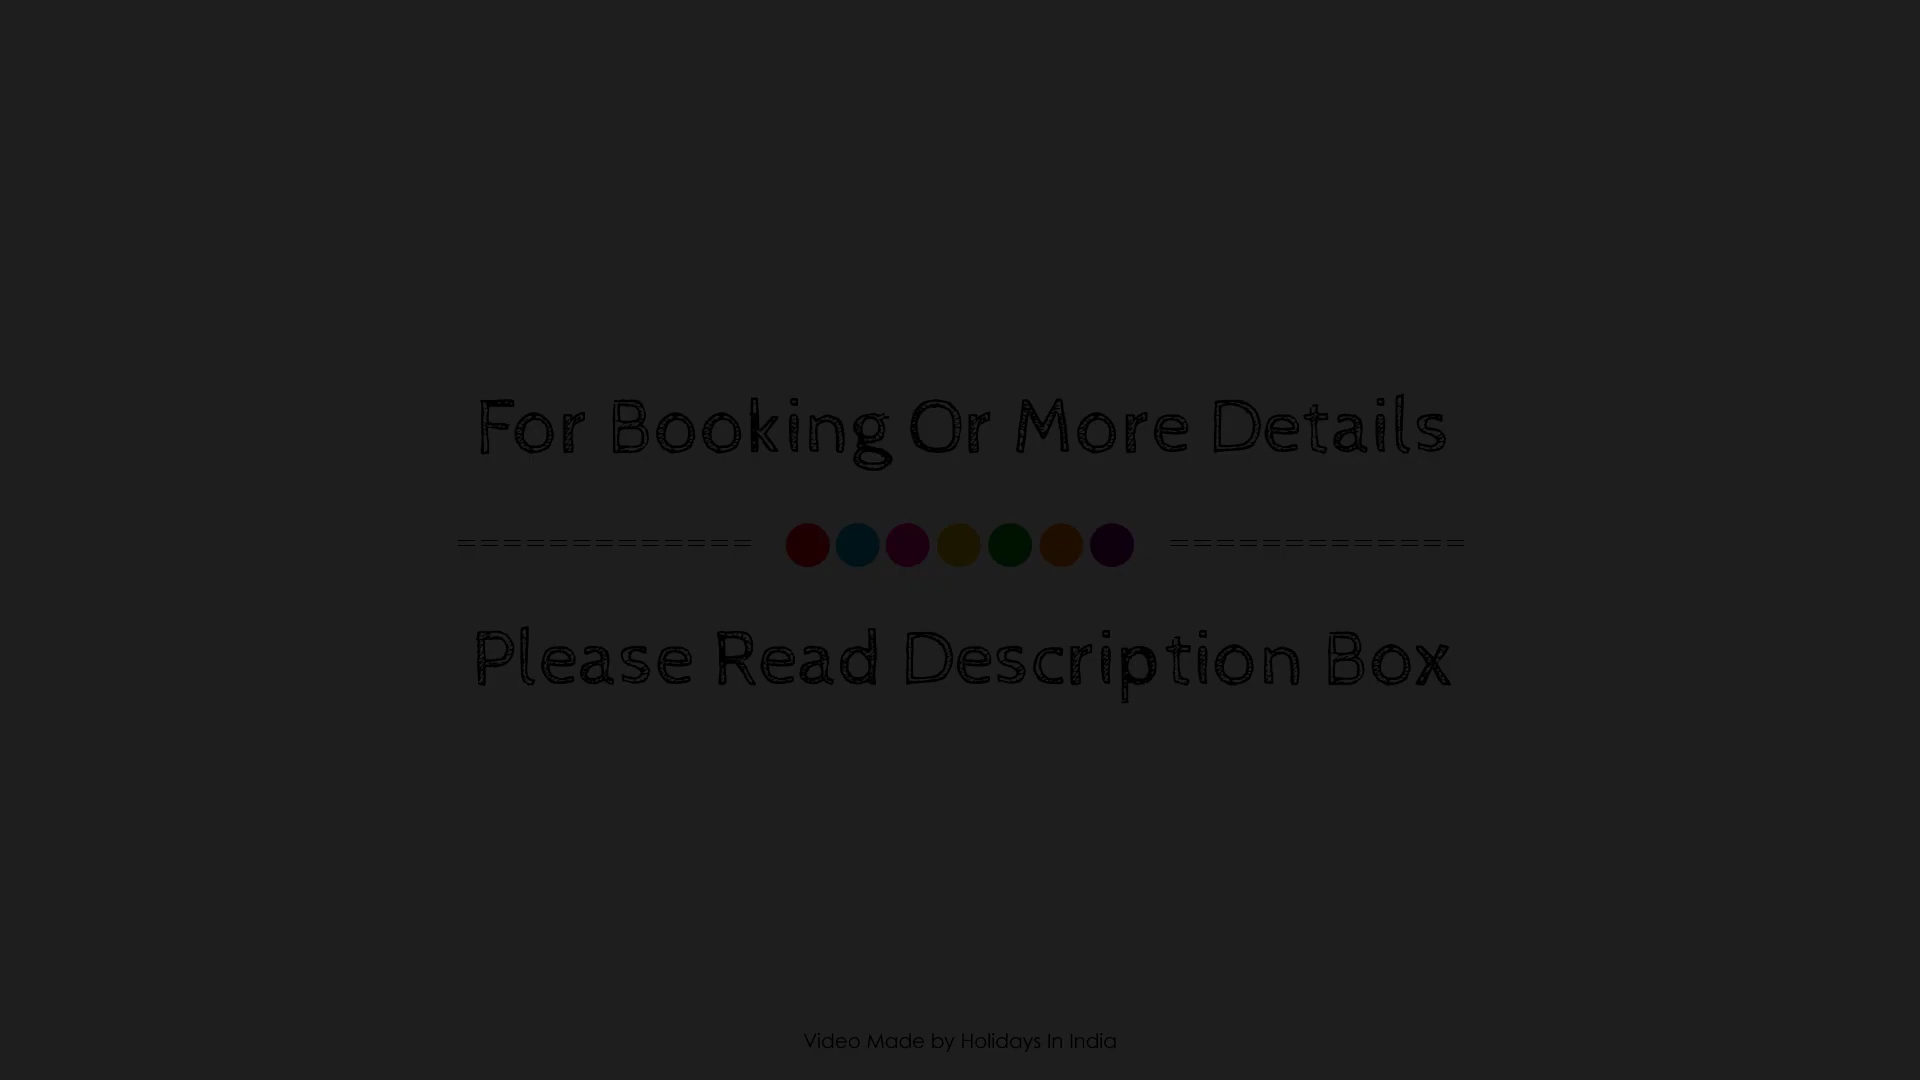 For Booking Or More Details
============= =============
Please Read Description Box
Video Made by Holidays In India